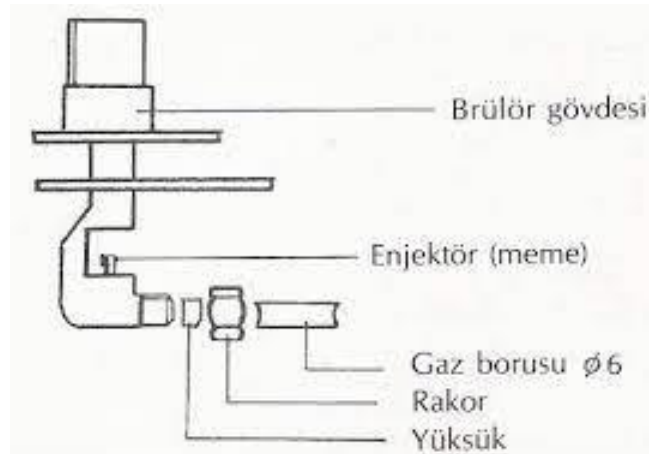 Brülör gövdesi
Enjektör (meme)
Gaz borusu ø6
Rakor
Yüksük